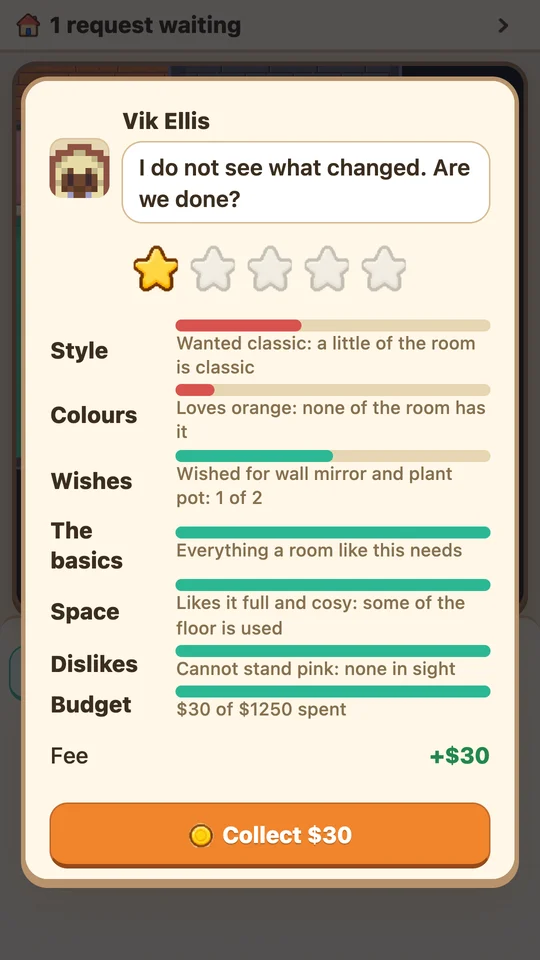 1 request waiting
Vik Ellis
I do not see what changed. Are
we done?
Style
Wanted classic: a little of the room
is classic
Colours
Loves orange: none of the room has
it
Wishes
Wished for wall mirror and plant
pot: 1 of 2
The
basics
Everything a room like this needs
Space
Likes it full and cosy: some of the
floor is used
Dislikes
Cannot stand pink: none in sight
Budget
$30 of $1250 spent
Fee
+$30
Collect $30